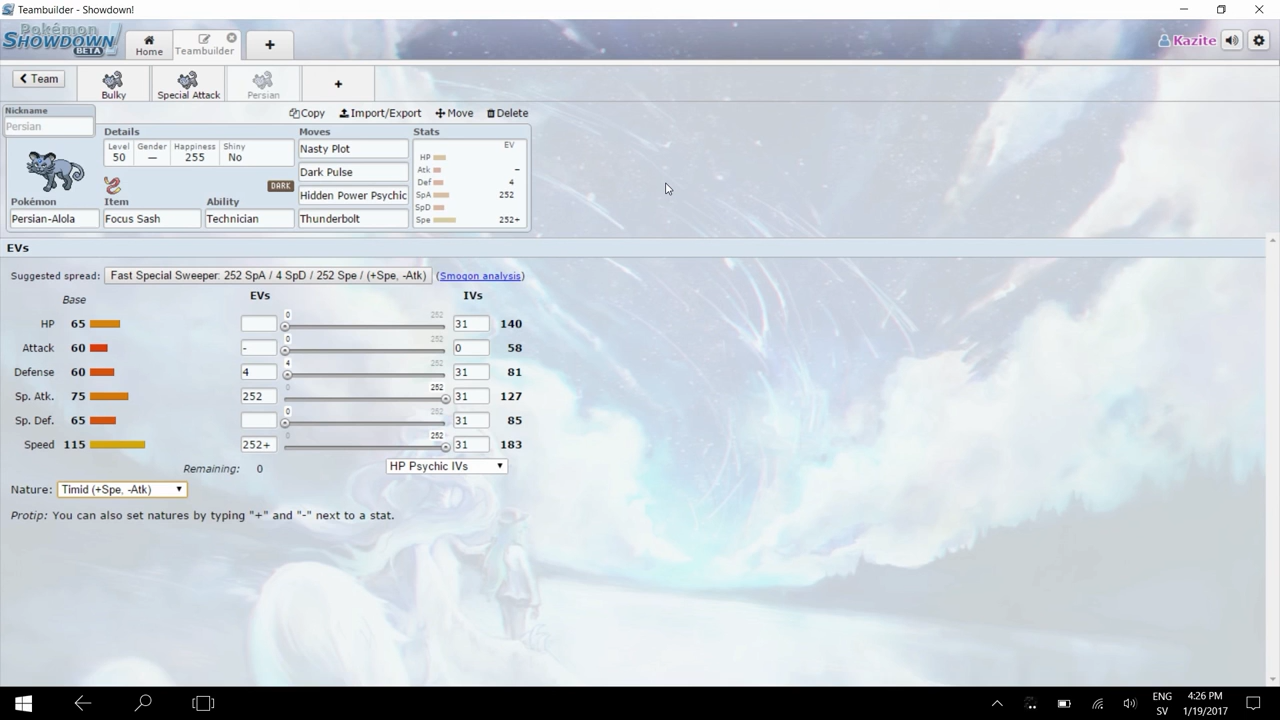 Teambuilder - Showdown!
Pokémon
SHOWDOWN
BETA
Home
Teambuilder
+
Kazite
< Team
Bulky
Special Attack
Persian
+
Nickname
Persian
Copy Import/Export Move Delete
Details
Level Gender Happiness Shiny
50 — 255 No
DARK
Pokémon Item Ability
Persian-Alola Focus Sash Technician
Moves
Nasty Plot
Dark Pulse
Hidden Power Psychic
Thunderbolt
Stats
EV
HP
Atk –
Def 4
SpA 252
SpD
Spe 252+
EVs
Suggested spread: Fast Special Sweeper: 252 SpA / 4 SpD / 252 Spe / (+Spe, -Atk) (Smogon analysis)
Base EVs IVs
HP 65 0 252 31 140
Attack 60 - 0 252 0 58
Defense 60 4 4 252 31 81
Sp. Atk. 75 252 0 252 31 127
Sp. Def. 65 0 252 31 85
Speed 115 252+ 0 252 31 183
Remaining: 0 HP Psychic IVs
Nature: Timid (+Spe, -Atk)
Protip: You can also set natures by typing "+" and "-" next to a stat.
ENG
SV
4:26 PM
1/19/2017